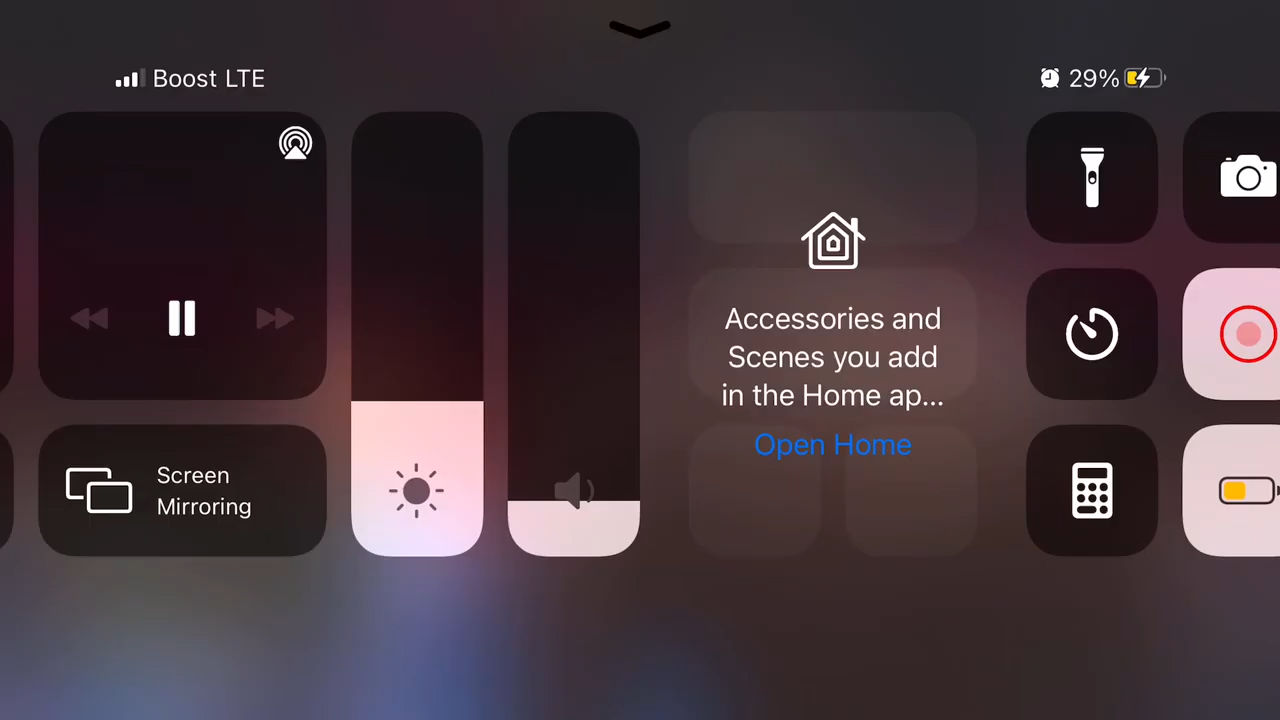 Boost LTE
29%
Screen
Mirroring
Accessories and
Scenes you add
in the Home ap...
Open Home